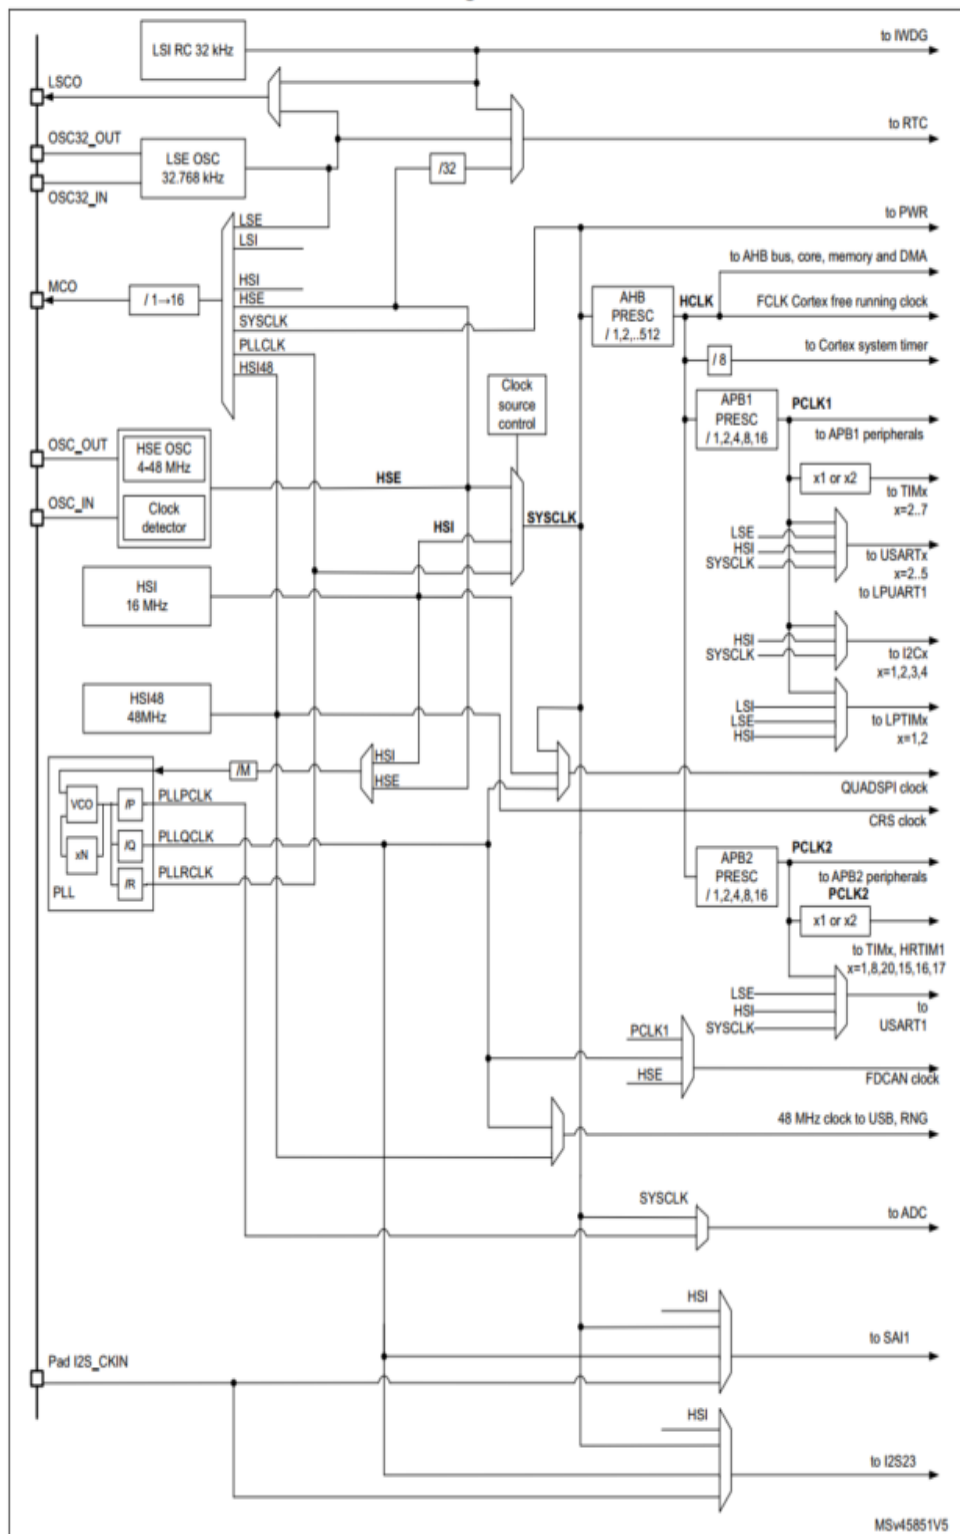 to IWDG
LSI RC 32 kHz
LSCO
to RTC
OSC32_OUT
LSE OSC
32.768 kHz
/32
OSC32_IN
to PWR
LSE
LSI
to AHB bus, core, memory and DMA
HSI
MCO
/ 1→16
HSE
AHB
PRESC
/ 1,2,..512
HCLK
FCLK Cortex free running clock
SYSCLK
PLLCLK
to Cortex system timer
/ 8
HSI48
Clock
source
control
APB1
PRESC
/ 1,2,4,8,16
PCLK1
to APB1 peripherals
OSC_OUT
HSE OSC
4-48 MHz
HSE
x1 or x2
to TIMx
x=2..7
OSC_IN
Clock
detector
HSI
SYSCLK
LSE
HSI
SYSCLK
to USARTx
x=2..5
to LPUART1
HSI
16 MHz
HSI
SYSCLK
to I2Cx
x=1,2,3,4
HSI48
48MHz
LSI
LSE
HSI
to LPTIMx
x=1,2
HSI
HSE
/M
QUADSPI clock
VCO
/P
PLLPCLK
CRS clock
xN
/Q
PLLQCLK
PCLK2
APB2
PRESC
/ 1,2,4,8,16
to APB2 peripherals
PLL
/R
PLLRCLK
PCLK2
x1 or x2
to TIMx, HRTIM1
x=1,8,20,15,16,17
LSE
HSI
SYSCLK
to
USART1
PCLK1
HSE
FDCAN clock
48 MHz clock to USB, RNG
SYSCLK
to ADC
HSI
to SAI1
Pad I2S_CKIN
HSI
to I2S23
MSv45851V5